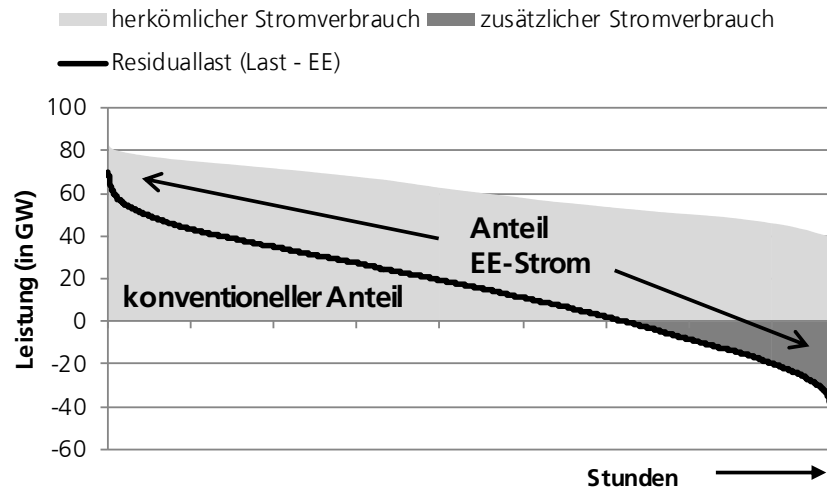 herkömlicher Stromverbrauch zusätzlicher Stromverbrauch
Residuallast (Last - EE)
100
80
60
40
20
0
-20
-40
-60
Leistung (in GW)
Anteil
EE-Strom
konventioneller Anteil
Stunden